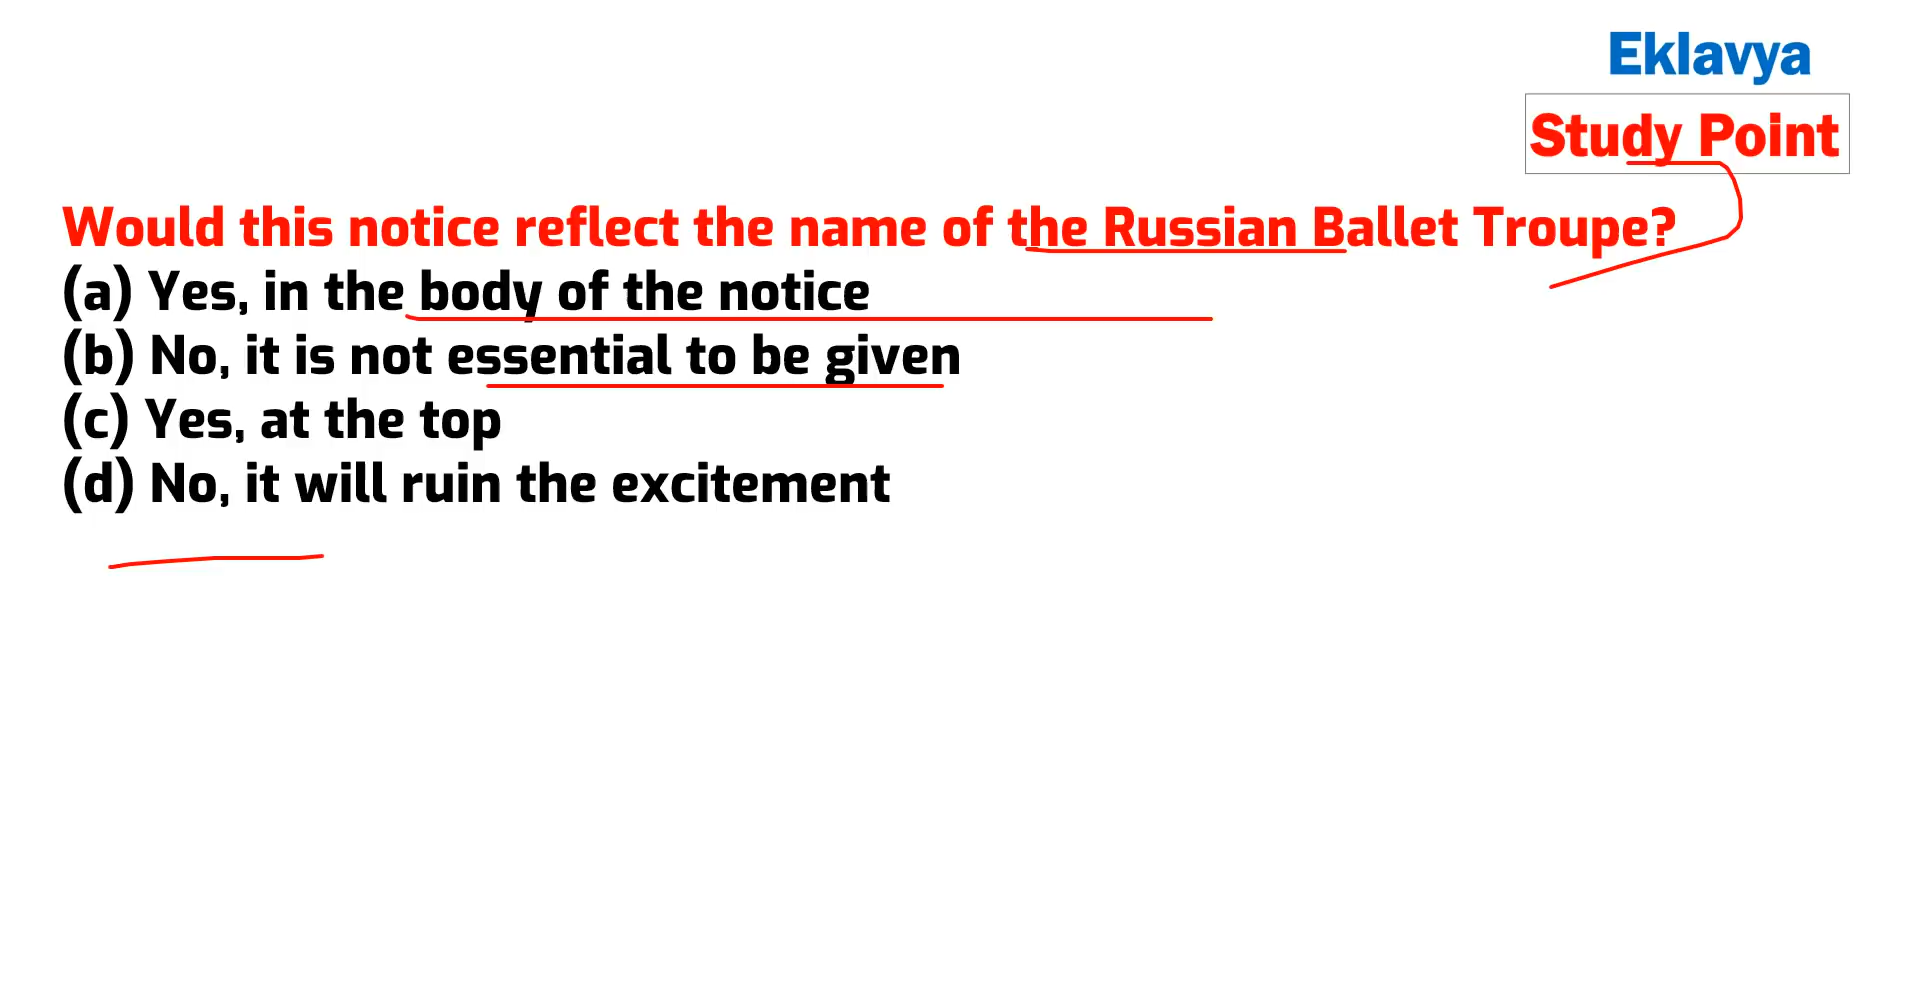 Eklavya
Study Point
Would this notice reflect the name of the Russian Ballet Troupe?
(a) Yes, in the body of the notice
(b) No, it is not essential to be given
(c) Yes, at the top
(d) No, it will ruin the excitement